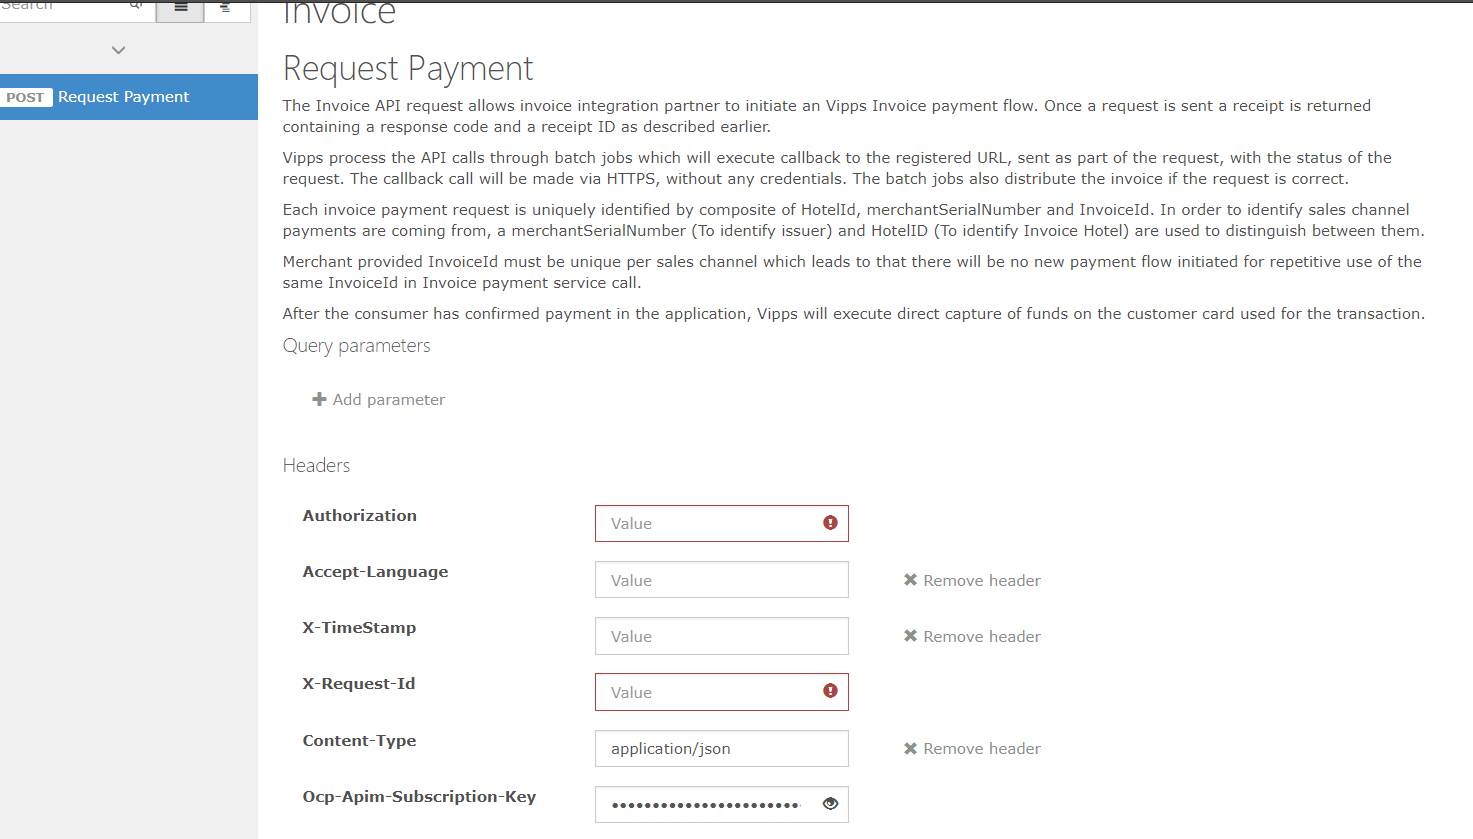 Search
Invoice
POST Request Payment
Request Payment
The Invoice API request allows invoice integration partner to initiate an Vipps Invoice payment flow. Once a request is sent a receipt is returned
containing a response code and a receipt ID as described earlier.
Vipps process the API calls through batch jobs which will execute callback to the registered URL, sent as part of the request, with the status of the
request. The callback call will be made via HTTPS, without any credentials. The batch jobs also distribute the invoice if the request is correct.
Each invoice payment request is uniquely identified by composite of HotelId, merchantSerialNumber and InvoiceId. In order to identify sales channel
payments are coming from, a merchantSerialNumber (To identify issuer) and HotelID (To identify Invoice Hotel) are used to distinguish between them.
Merchant provided InvoiceId must be unique per sales channel which leads to that there will be no new payment flow initiated for repetitive use of the
same InvoiceId in Invoice payment service call.
After the consumer has confirmed payment in the application, Vipps will execute direct capture of funds on the customer card used for the transaction.
Query parameters
Add parameter
Headers
Authorization Value
Accept-Language Value Remove header
X-TimeStamp Value Remove header
X-Request-Id Value
Content-Type application/json Remove header
Ocp-Apim-Subscription-Key